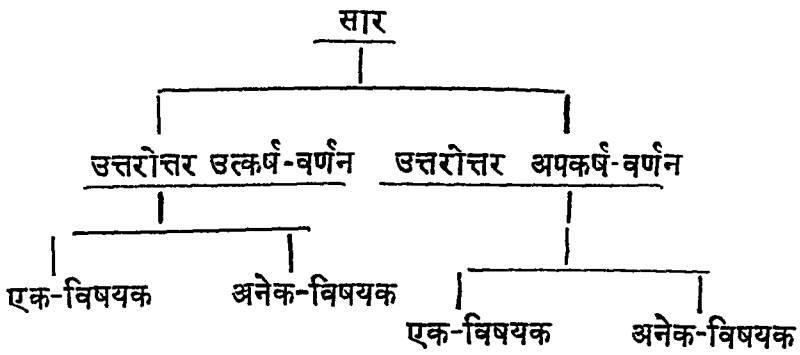 सार
उत्तरोत्तर उत्कर्ष-वर्णन उत्तरोत्तर अपकर्ष-वर्णन
एक-विषयक अनेक-विषयक
एक-विषयक अनेक-विषयक